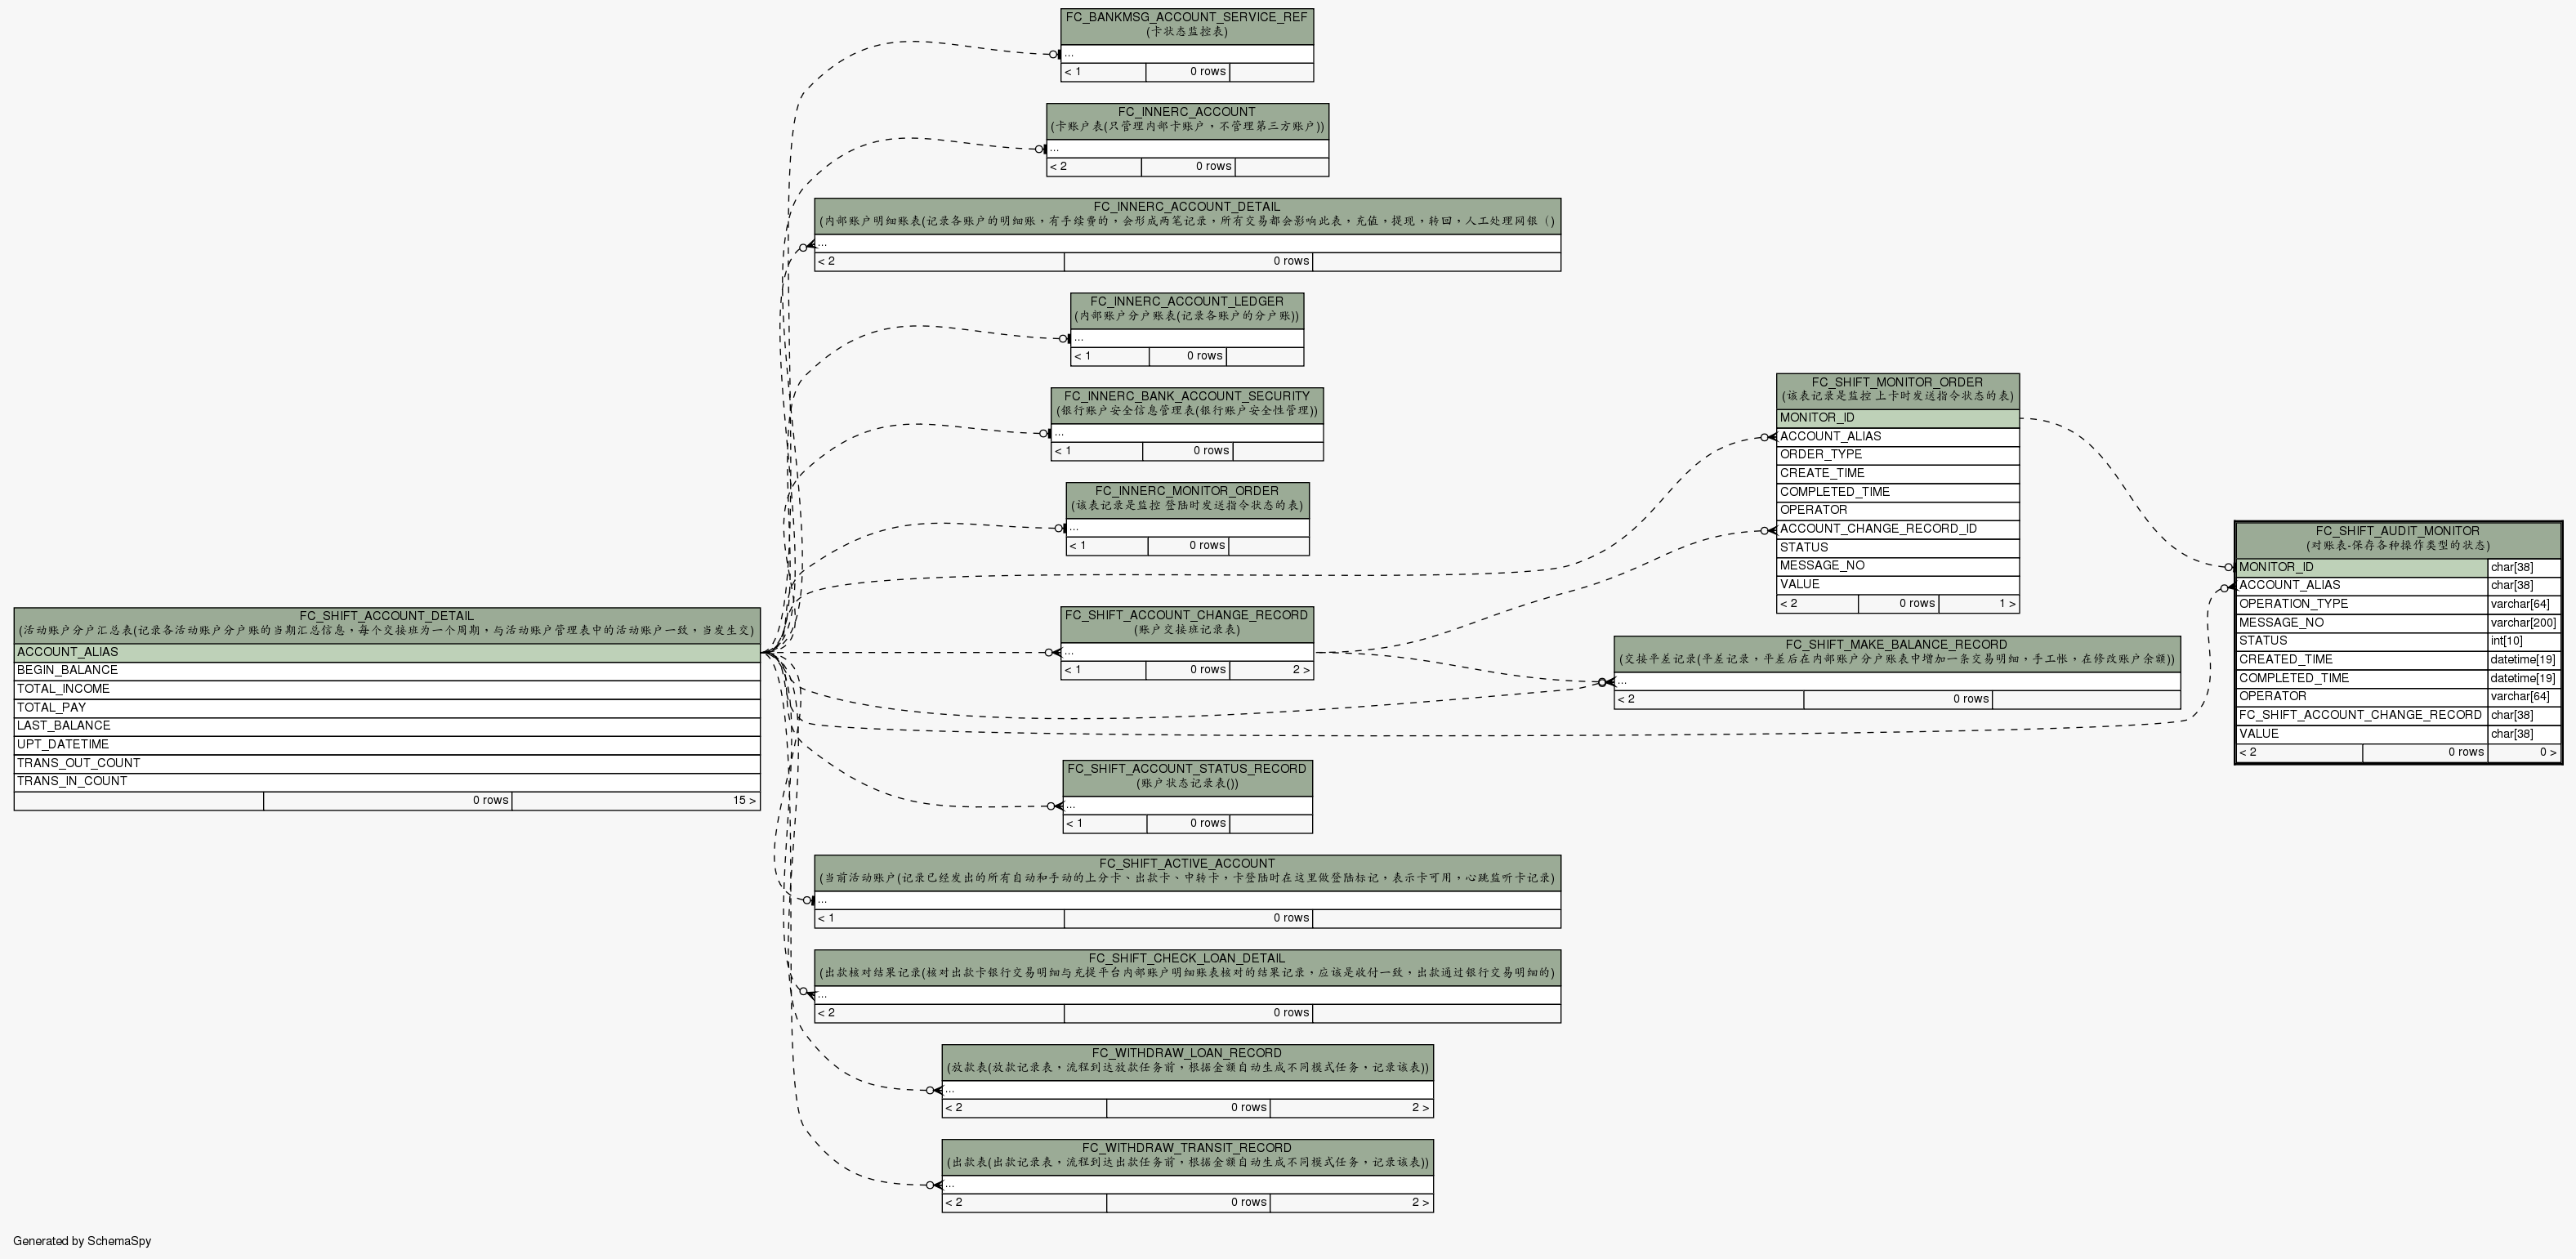 FC_BANKMSG_ACCOUNT_SERVICE_REF
(卡状态监控表)
...
< 1 0 rows
FC_INNERC_ACCOUNT
(卡账户表(只管理内部卡账户，不管理第三方账户))
...
< 2 0 rows
FC_INNERC_ACCOUNT_DETAIL
(内部账户明细账表(记录各账户的明细账，有手续费的，会形成两笔记录，所有交易都会影响此表，充值，提现，转回，人工处理网银（)
...
< 2 0 rows
FC_INNERC_ACCOUNT_LEDGER
(内部账户分户账表(记录各账户的分户账))
...
< 1 0 rows
FC_INNERC_BANK_ACCOUNT_SECURITY
(银行账户安全信息管理表(银行账户安全性管理))
...
< 1 0 rows
FC_INNERC_MONITOR_ORDER
(该表记录是监控 登陆时发送指令状态的表)
...
< 1 0 rows
FC_SHIFT_MONITOR_ORDER
(该表记录是监控 上卡时发送指令状态的表)
MONITOR_ID
ACCOUNT_ALIAS
ORDER_TYPE
CREATE_TIME
COMPLETED_TIME
OPERATOR
ACCOUNT_CHANGE_RECORD_ID
STATUS
MESSAGE_NO
VALUE
< 2 0 rows 1 >
FC_SHIFT_AUDIT_MONITOR
(对账表-保存各种操作类型的状态)
MONITOR_ID char[38]
ACCOUNT_ALIAS char[38]
OPERATION_TYPE varchar[64]
MESSAGE_NO varchar[200]
STATUS int[10]
CREATED_TIME datetime[19]
COMPLETED_TIME datetime[19]
OPERATOR varchar[64]
FC_SHIFT_ACCOUNT_CHANGE_RECORD char[38]
VALUE char[38]
< 2 0 rows 0 >
FC_SHIFT_ACCOUNT_DETAIL
(活动账户分户汇总表(记录各活动账户分户账的当期汇总信息，每个交接班为一个周期，与活动账户管理表中的活动账户一致，当发生交)
ACCOUNT_ALIAS
BEGIN_BALANCE
TOTAL_INCOME
TOTAL_PAY
LAST_BALANCE
UPT_DATETIME
TRANS_OUT_COUNT
TRANS_IN_COUNT
0 rows 15 >
FC_SHIFT_ACCOUNT_CHANGE_RECORD
(账户交接班记录表)
...
< 1 0 rows 2 >
FC_SHIFT_MAKE_BALANCE_RECORD
(交接平差记录(平差记录，平差后在内部账户分户账表中增加一条交易明细，手工帐，在修改账户余额))
...
< 2 0 rows
FC_SHIFT_ACCOUNT_STATUS_RECORD
(账户状态记录表())
...
< 1 0 rows
FC_SHIFT_ACTIVE_ACCOUNT
(当前活动账户(记录已经发出的所有自动和手动的上分卡、出款卡、中转卡，卡登陆时在这里做登陆标记，表示卡可用，心跳监听卡记录)
...
< 1 0 rows
FC_SHIFT_CHECK_LOAN_DETAIL
(出款核对结果记录(核对出款卡银行交易明细与充提平台内部账户明细账表核对的结果记录，应该是收付一致，出款通过银行交易明细的)
...
< 2 0 rows
FC_WITHDRAW_LOAN_RECORD
(放款表(放款记录表，流程到达放款任务前，根据金额自动生成不同模式任务，记录该表))
...
< 2 0 rows 2 >
FC_WITHDRAW_TRANSIT_RECORD
(出款表(出款记录表，流程到达出款任务前，根据金额自动生成不同模式任务，记录该表))
...
< 2 0 rows 2 >
Generated by SchemaSpy